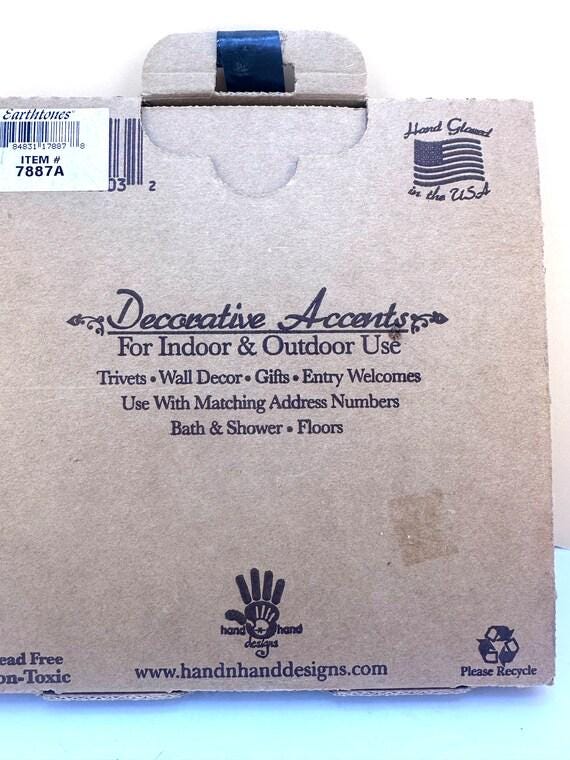 Earthtones™
84831 17887 8
ITEM #
7887A
03 2
Hand Glazed
in the USA
Decorative Accents
For Indoor & Outdoor Use
Trivets • Wall Decor • Gifts • Entry Welcomes
Use With Matching Address Numbers
Bath & Shower • Floors
hand n hand
designs
ead Free
on-Toxic
www.handnhanddesigns.com
Please Recycle